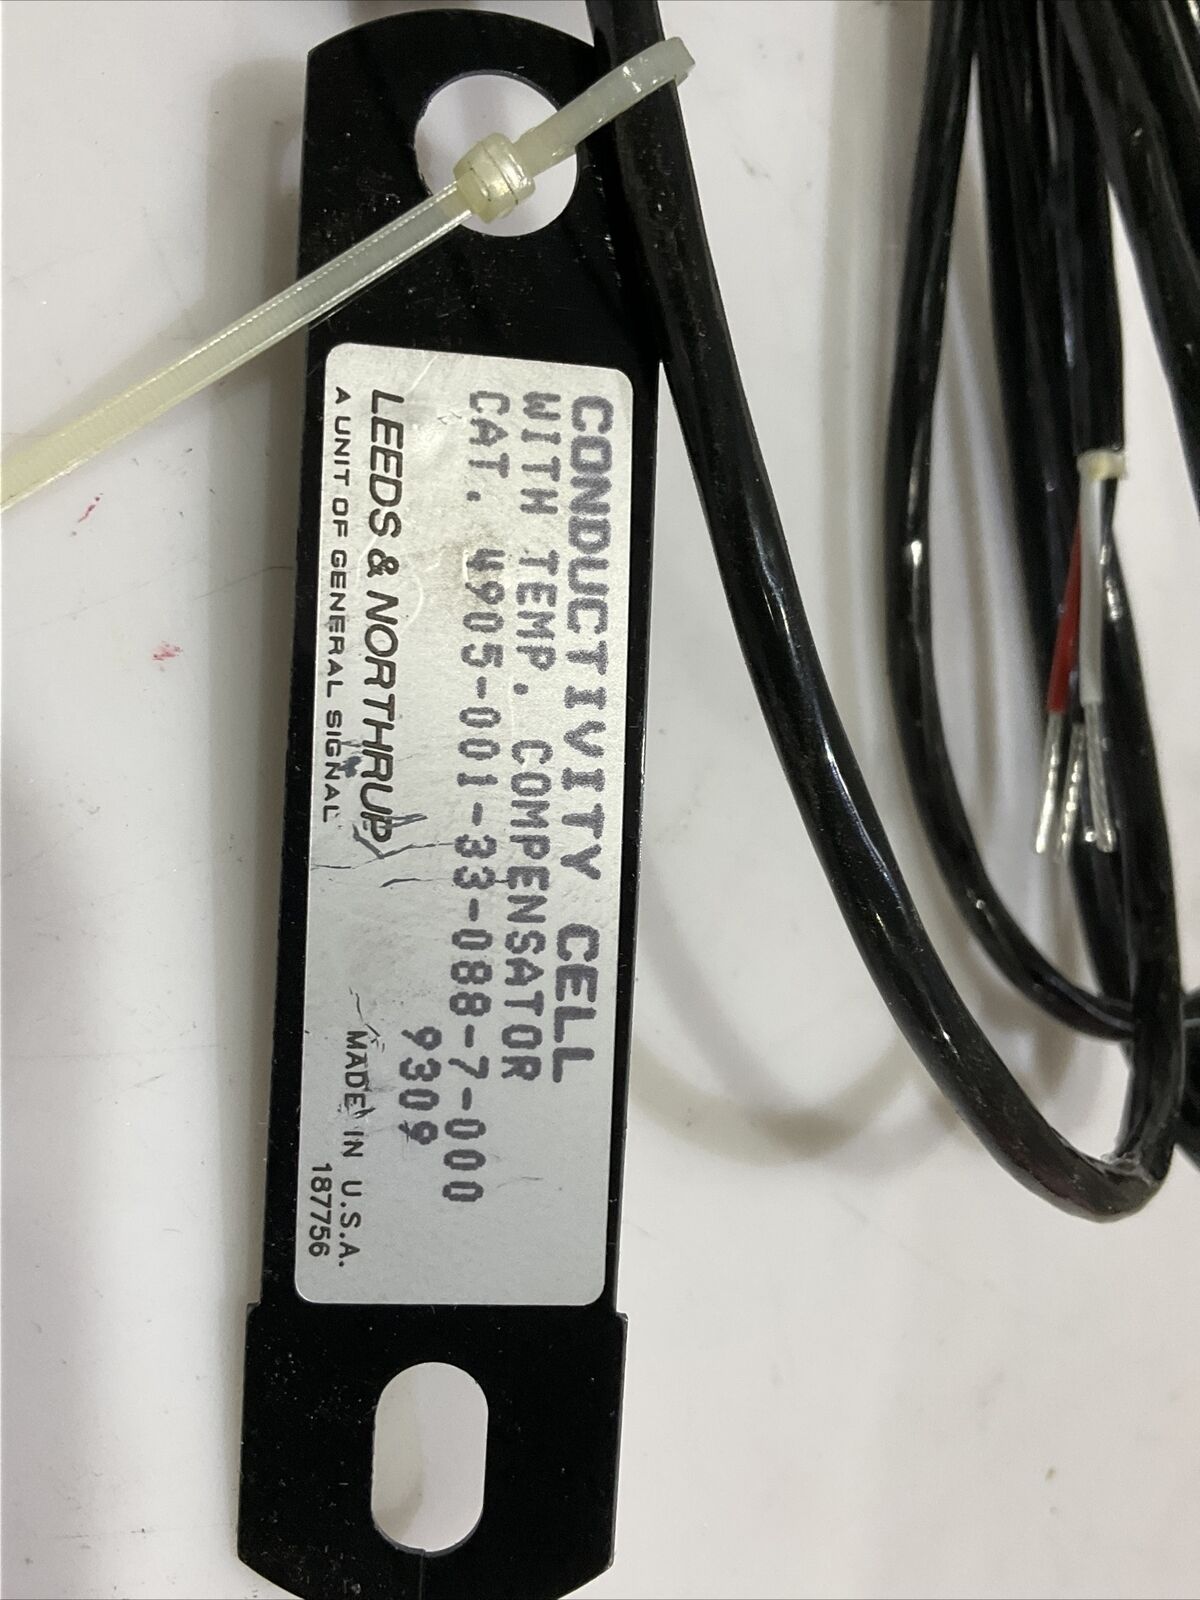 CONDUCTIVITY CELL
WITH TEMP. COMPENSATOR
CAT. 4905-001-33-088-7-000
9309
LEEDS & NORTHRUP
A UNIT OF GENERAL SIGNAL
MADE IN U.S.A.
187756